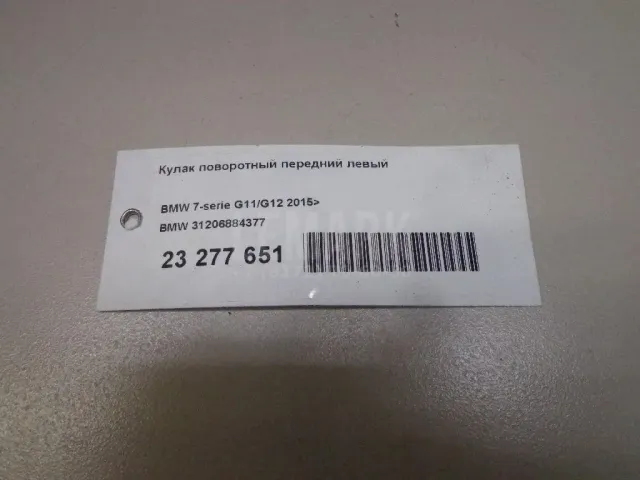 Кулак поворотный передний левый
BMW 7-serie G11/G12 2015>
BMW 31206884377
23 277 651